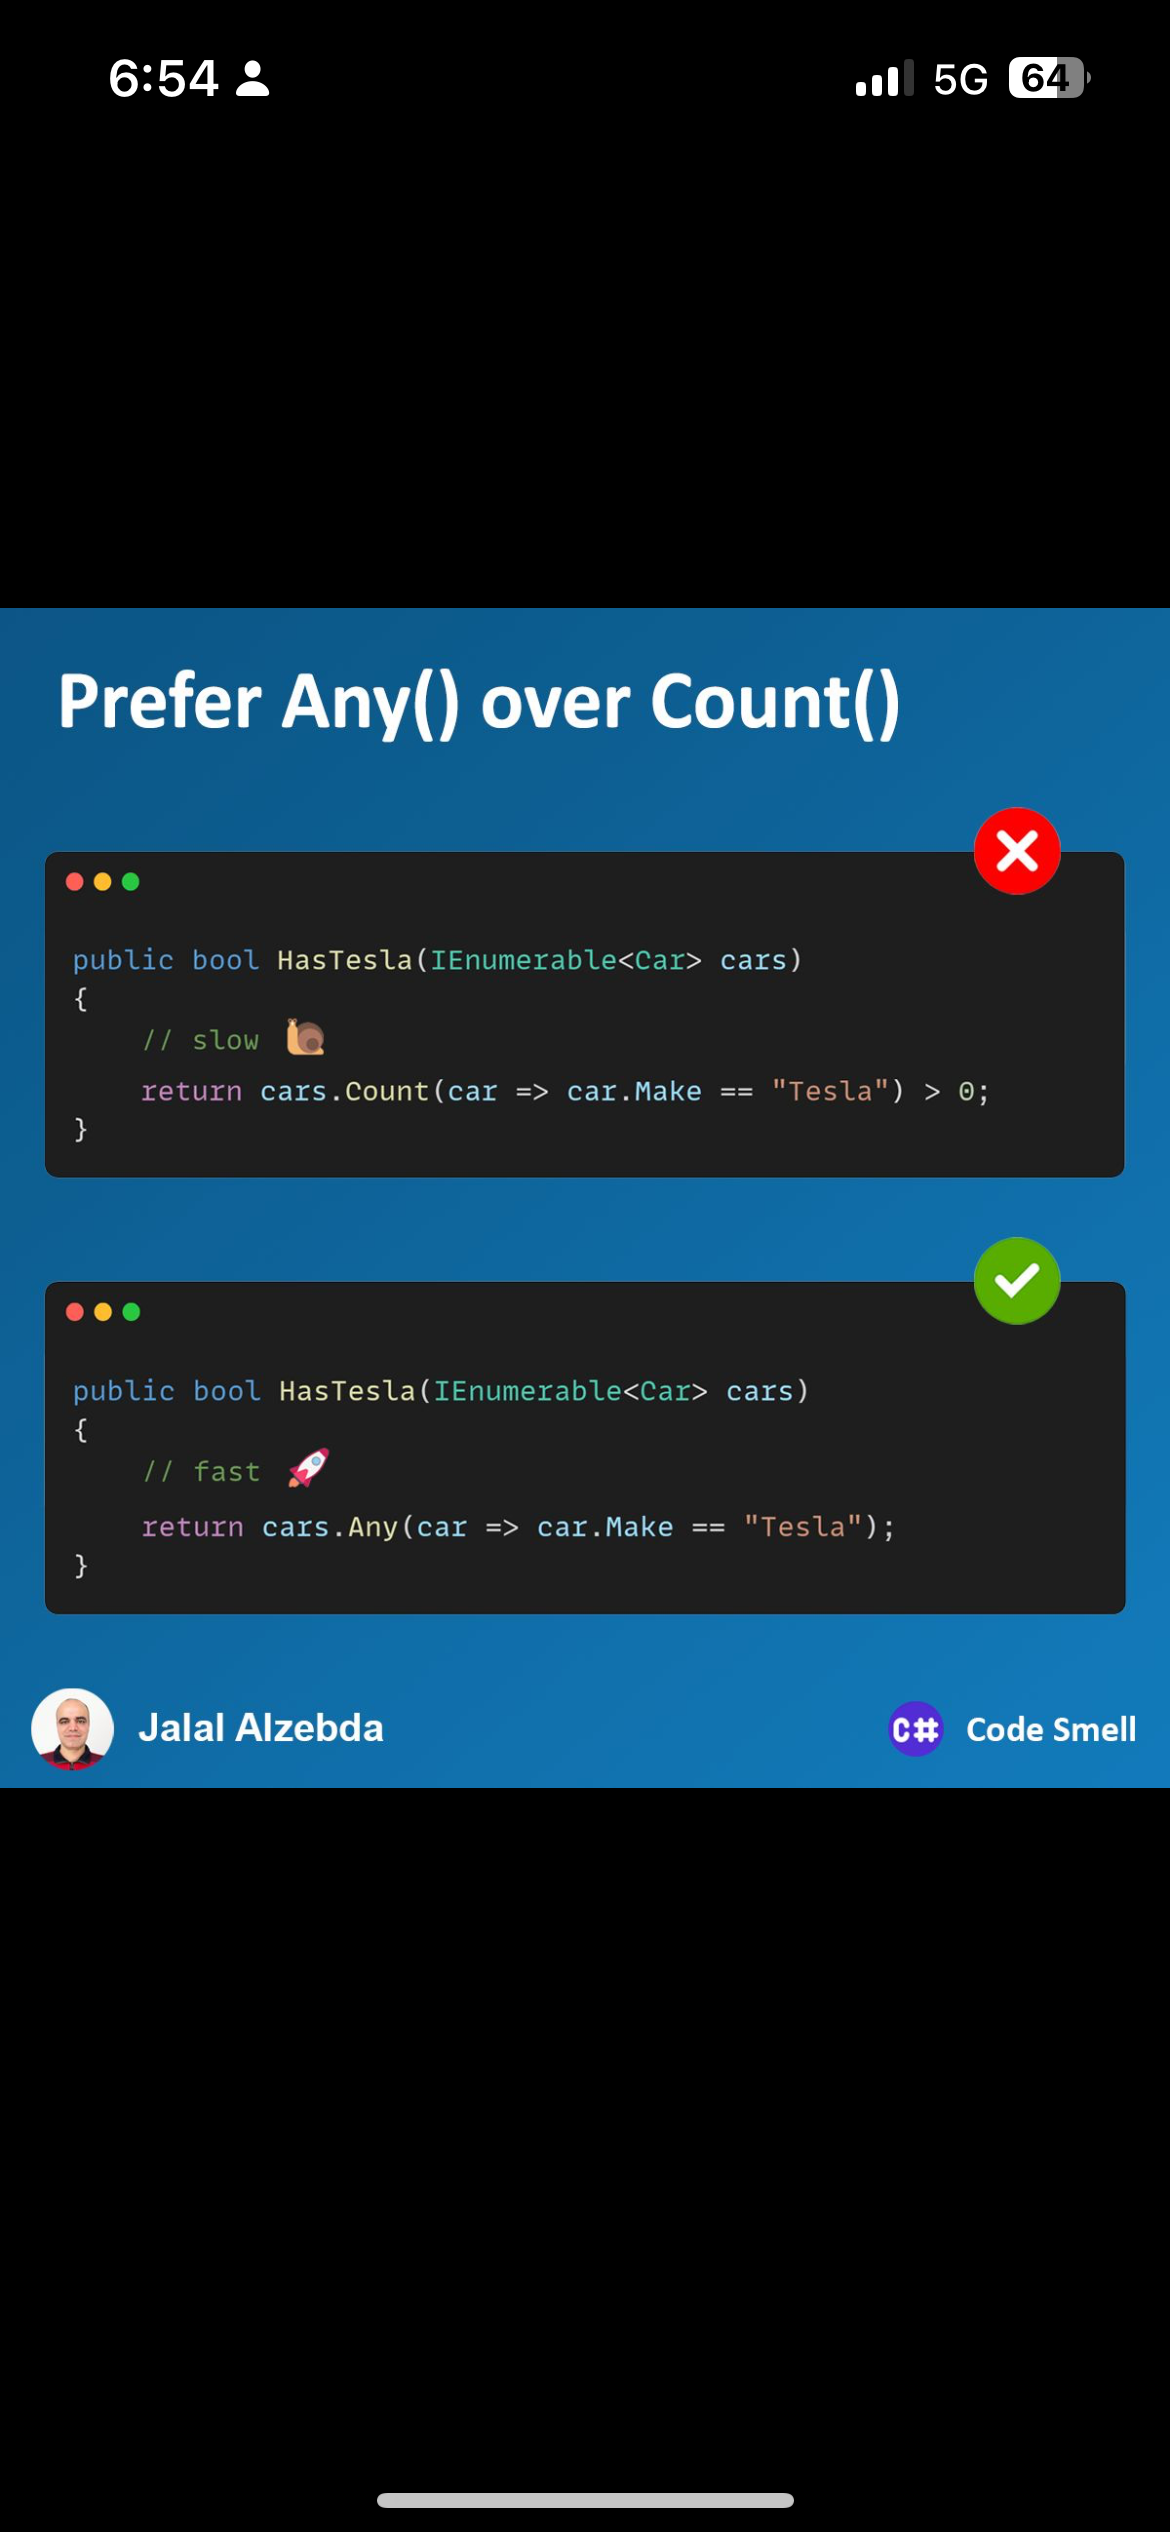 6:54
5G
64
Prefer Any() over Count()
public bool HasTesla(IEnumerable<Car> cars)
{
    // slow 🐌
    return cars.Count(car => car.Make == "Tesla") > 0;
}
public bool HasTesla(IEnumerable<Car> cars)
{
    // fast 🚀
    return cars.Any(car => car.Make == "Tesla");
}
Jalal Alzebda
C#
Code Smell